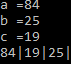 a =84
b =25
c =19
84|19|25|